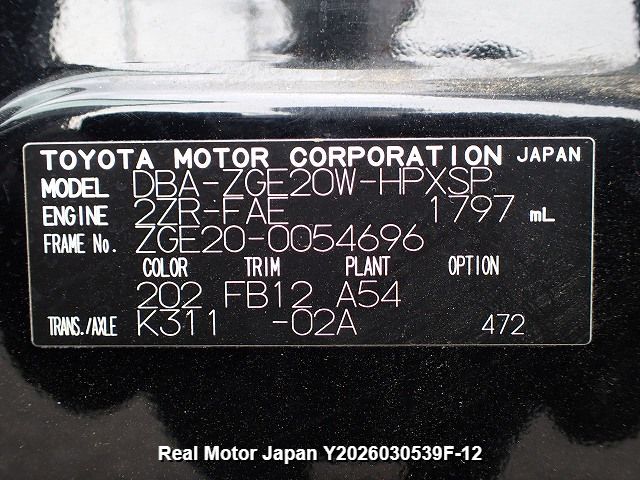 TOYOTA MOTOR CORPORATION JAPAN
MODEL DBA-ZGE20W-HPXSP
ENGINE 2ZR-FAE 1797 mL
FRAME No. ZGE20-0054696
COLOR TRIM PLANT OPTION
202 FB12 A54
TRANS./AXLE K311 -02A 472
Real Motor Japan Y2026030539F-12